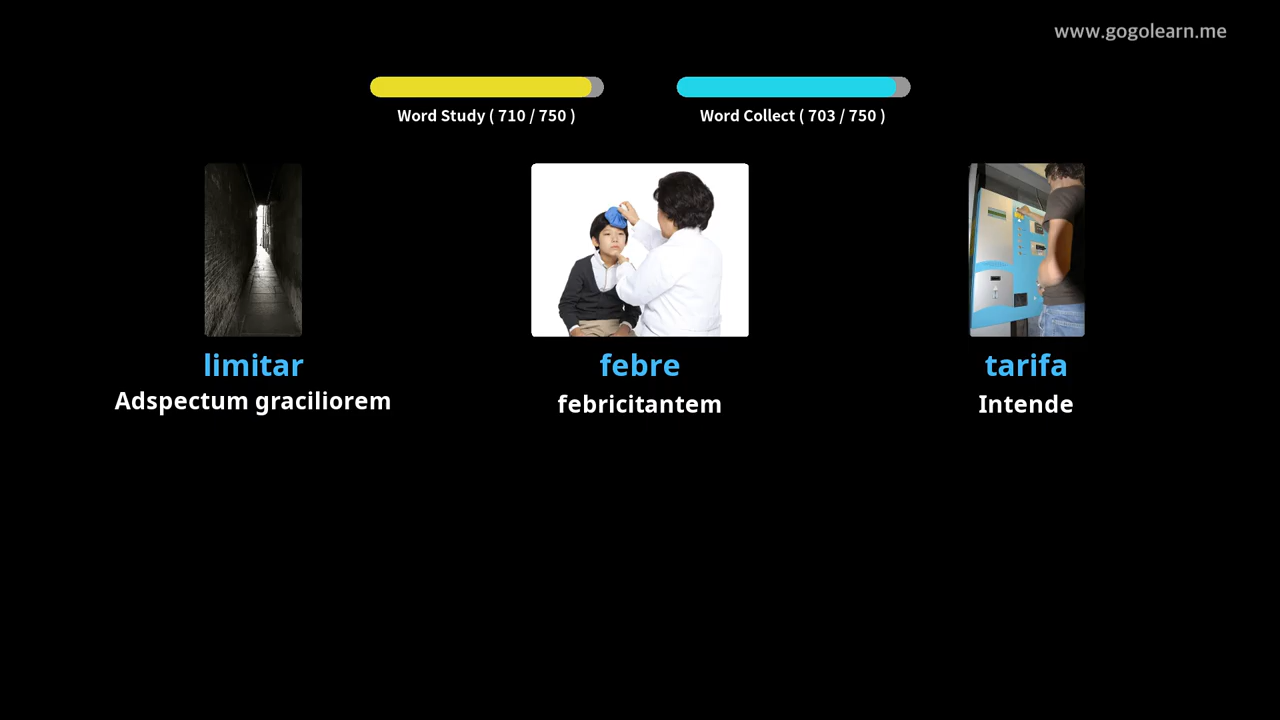 www.gogolearn.me
Word Study ( 710 / 750 )
Word Collect ( 703 / 750 )
limitar
febre
tarifa
Adspectum graciliorem
febricitantem
Intende